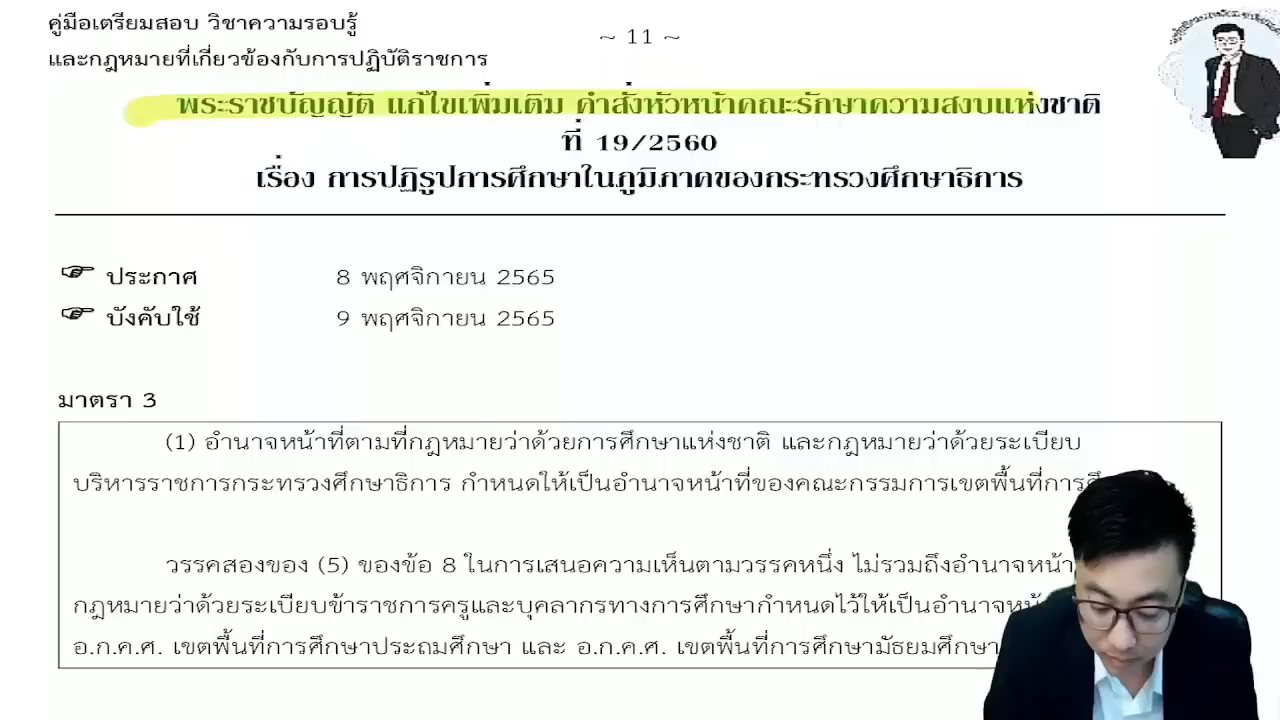 คู่มือเตรียมสอบ วิชาความรอบรู้
และกฎหมายที่เกี่ยวข้องกับการปฏิบัติราชการ
~ 11 ~
พระราชบัญญัติ แก้ไขเพิ่มเติม คำสั่งหัวหน้าคณะรักษาความสงบแห่งชาติ
ที่ 19/2560
เรื่อง การปฏิรูปการศึกษาในภูมิภาคของกระทรวงศึกษาธิการ
ประกาศ 8 พฤศจิกายน 2565
บังคับใช้ 9 พฤศจิกายน 2565
มาตรา 3
(1) อำนาจหน้าที่ตามที่กฎหมายว่าด้วยการศึกษาแห่งชาติ และกฎหมายว่าด้วยระเบียบ
บริหารราชการกระทรวงศึกษาธิการ กำหนดให้เป็นอำนาจหน้าที่ของคณะกรรมการเขตพื้นที่การ
วรรคสองของ (5) ของข้อ 8 ในการเสนอความเห็นตามวรรคหนึ่ง ไม่รวมถึงอำนาจหน้า
กฎหมายว่าด้วยระเบียบข้าราชการครูและบุคลากรทางการศึกษากำหนดไว้ให้เป็นอำนาจ
อ.ก.ค.ศ. เขตพื้นที่การศึกษาประถมศึกษา และ อ.ก.ค.ศ. เขตพื้นที่การศึกษามัธยมศึกษา